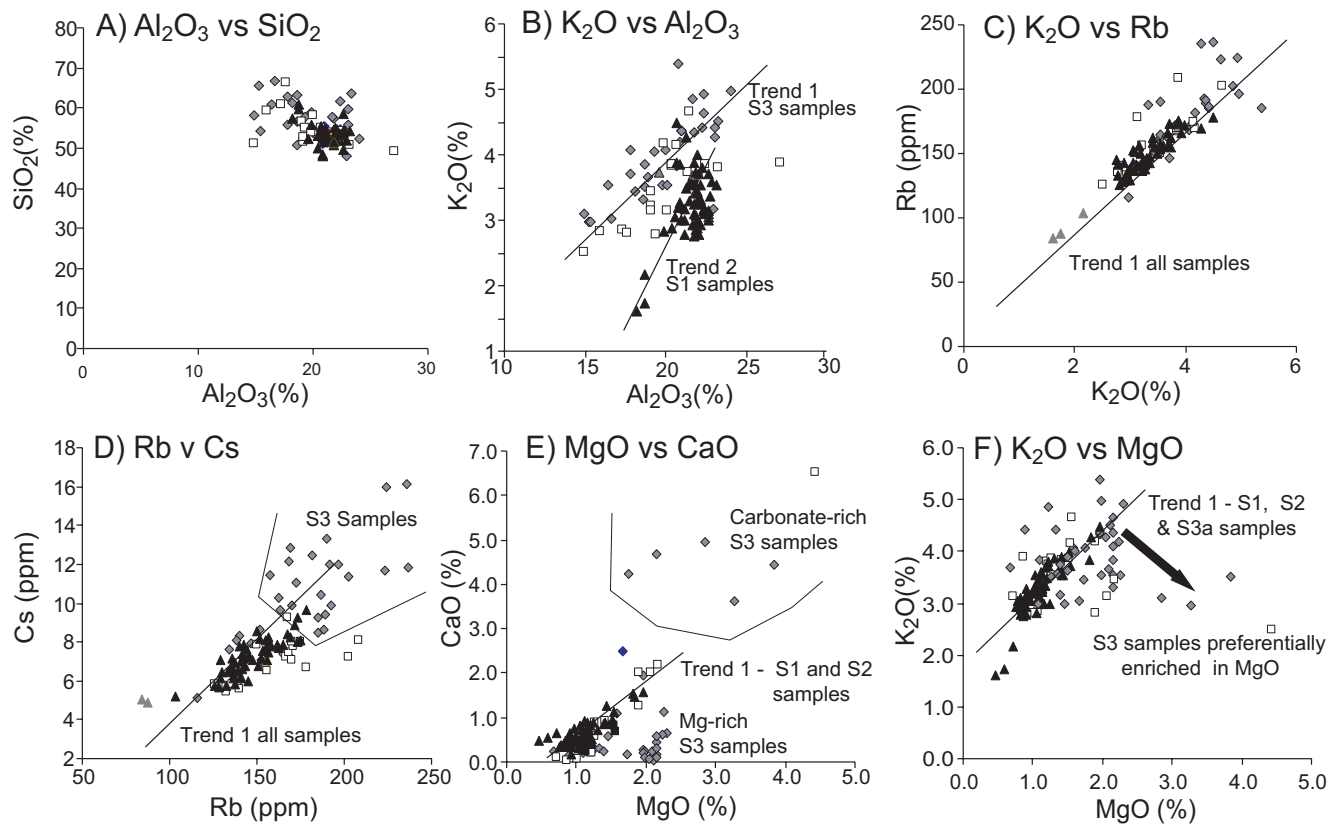 A) Al₂O₃ vs SiO₂
80
70
60
50
40
30
20
10
0
SiO₂(%)
0
10
20
30
Al₂O₃(%)
B) K₂O vs Al₂O₃
6
5
4
3
2
1
K₂O(%)
Trend 1
S3 samples
Trend 2
S1 samples
10
15
20
30
Al₂O₃(%)
C) K₂O vs Rb
250
200
150
100
50
0
Rb (ppm)
Trend 1 all samples
0
2
4
6
K₂O(%)
D) Rb v Cs
18
16
14
12
10
8
6
4
2
Cs (ppm)
S3 Samples
Trend 1 all samples
50
100
150
200
250
Rb (ppm)
E) MgO vs CaO
7.0
6.0
5.0
4.0
3.0
2.0
1.0
0.0
CaO (%)
Carbonate-rich
S3 samples
Trend 1 - S1 and S2
samples
Mg-rich
S3 samples
0.0
1.0
2.0
3.0
4.0
5.0
MgO (%)
F) K₂O vs MgO
6.0
5.0
4.0
3.0
2.0
1.0
0.0
K₂O(%)
Trend 1 - S1, S2
& S3a samples
S3 samples preferentially
enriched in MgO
0.0
1.0
2.0
3.0
4.0
5.0
MgO (%)